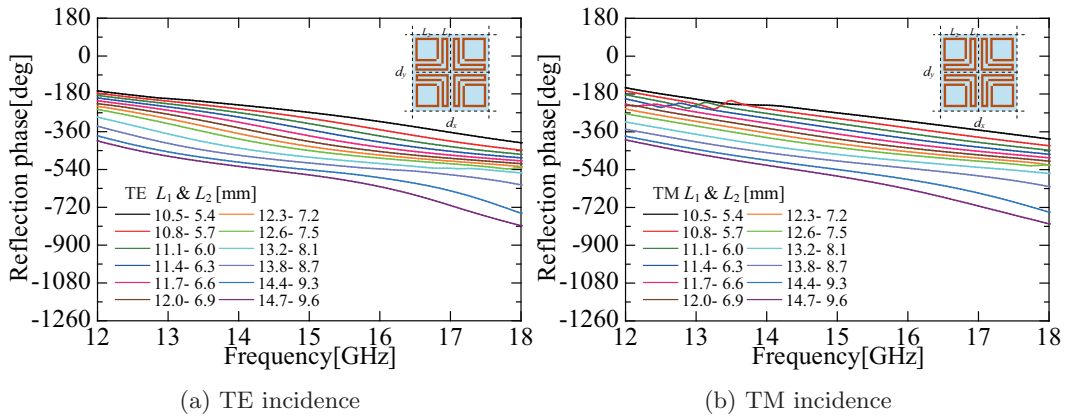 180
0
-180
-360
-540
-720
-900
-1080
-1260
Reflection phase[deg]
L₂ L₁
dy
dx
TE L₁ & L₂ [mm]
10.5- 5.4 12.3- 7.2
10.8- 5.7 12.6- 7.5
11.1- 6.0 13.2- 8.1
11.4- 6.3 13.8- 8.7
11.7- 6.6 14.4- 9.3
12.0- 6.9 14.7- 9.6
12 13 14 15 16 17 18
Frequency[GHz]
(a) TE incidence
180
0
-180
-360
-540
-720
-900
-1080
-1260
Reflection phase[deg]
dy
dx
TM L₁ & L₂ [mm]
10.5- 5.4 12.3- 7.2
10.8- 5.7 12.6- 7.5
11.1- 6.0 13.2- 8.1
11.4- 6.3 13.8- 8.7
11.7- 6.6 14.4- 9.3
12.0- 6.9 14.7- 9.6
12 13 14 15 16 17 18
Frequency[GHz]
(b) TM incidence